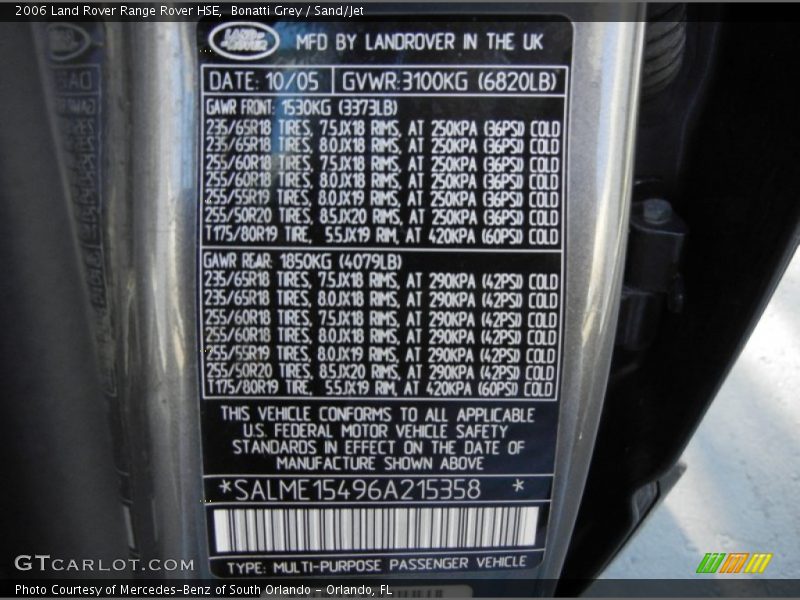 2006 Land Rover Range Rover HSE, Bonatti Grey / Sand/Jet
LAND ROVER
MFD BY LANDROVER IN THE UK
DATE: 10/05 GVWR:3100KG (6820LB)
GAWR FRONT: 1530KG (3373LB)
235/65R18 TIRES, 7.5JX18 RIMS, AT 250KPA (36PSI) COLD
235/65R18 TIRES, 8.0JX18 RIMS, AT 250KPA (36PSI) COLD
255/60R18 TIRES, 7.5JX18 RIMS, AT 250KPA (36PSI) COLD
255/60R18 TIRES, 8.0JX18 RIMS, AT 250KPA (36PSI) COLD
255/55R19 TIRES, 8.0JX19 RIMS, AT 250KPA (36PSI) COLD
255/50R20 TIRES, 8.5JX20 RIMS, AT 250KPA (36PSI) COLD
T175/80R19 TIRE, 5.5JX19 RIM, AT 420KPA (60PSI) COLD
GAWR REAR: 1850KG (4079LB)
235/65R18 TIRES, 7.5JX18 RIMS, AT 290KPA (42PSI) COLD
235/65R18 TIRES, 8.0JX18 RIMS, AT 290KPA (42PSI) COLD
255/60R18 TIRES, 7.5JX18 RIMS, AT 290KPA (42PSI) COLD
255/60R18 TIRES, 8.0JX18 RIMS, AT 290KPA (42PSI) COLD
255/55R19 TIRES, 8.0JX19 RIMS, AT 290KPA (42PSI) COLD
255/50R20 TIRES, 8.5JX20 RIMS, AT 290KPA (42PSI) COLD
T175/80R19 TIRE, 5.5JX19 RIM, AT 420KPA (60PSI) COLD
THIS VEHICLE CONFORMS TO ALL APPLICABLE
U.S. FEDERAL MOTOR VEHICLE SAFETY
STANDARDS IN EFFECT ON THE DATE OF
MANUFACTURE SHOWN ABOVE
*SALME15496A215358 *
TYPE: MULTI-PURPOSE PASSENGER VEHICLE
GTCARLOT.COM
Photo Courtesy of Mercedes-Benz of South Orlando - Orlando, FL